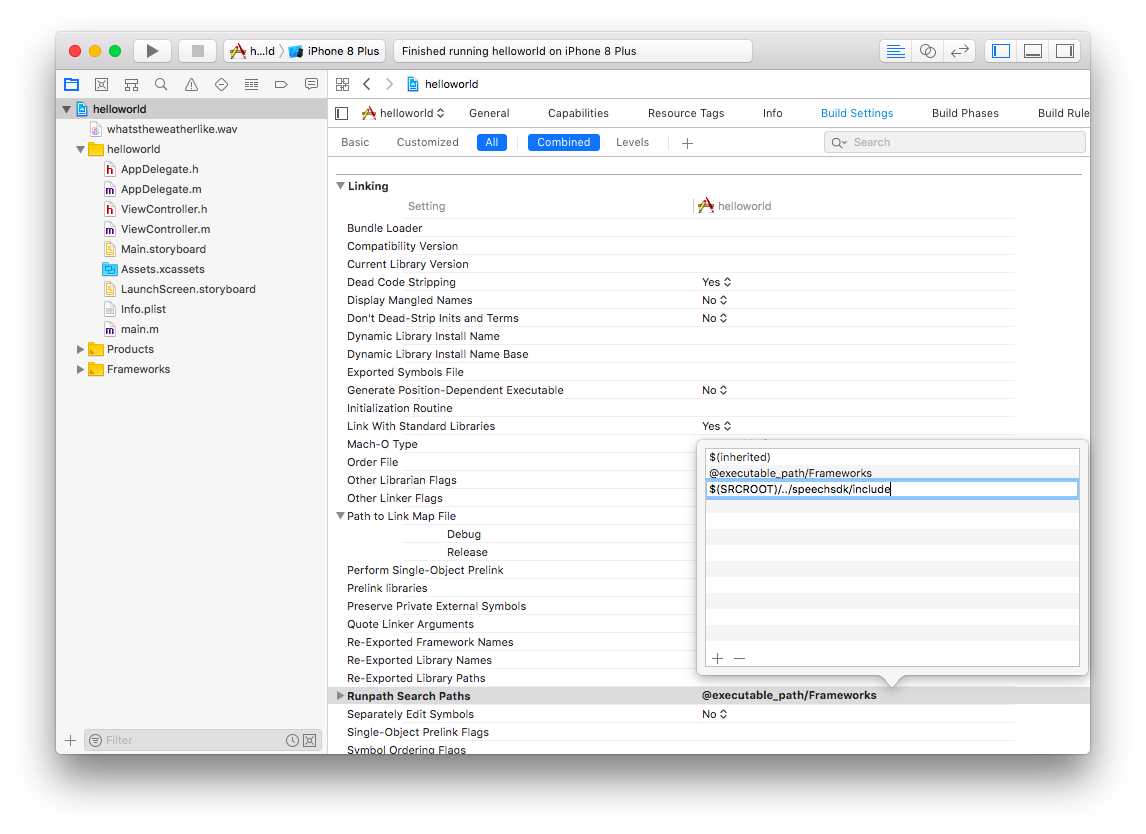 h...ld
iPhone 8 Plus
Finished running helloworld on iPhone 8 Plus
helloworld
whatstheweatherlike.wav
helloworld
AppDelegate.h
AppDelegate.m
ViewController.h
ViewController.m
Main.storyboard
Assets.xcassets
LaunchScreen.storyboard
Info.plist
main.m
Products
Frameworks
Filter
helloworld
helloworld General Capabilities Resource Tags Info Build Settings Build Phases Build Rule
Basic Customized All Combined Levels Search
Linking
Setting helloworld
Bundle Loader
Compatibility Version
Current Library Version
Dead Code Stripping Yes
Display Mangled Names No
Don't Dead-Strip Inits and Terms No
Dynamic Library Install Name
Dynamic Library Install Name Base
Exported Symbols File
Generate Position-Dependent Executable No
Initialization Routine
Link With Standard Libraries Yes
Mach-O Type
Order File
Other Librarian Flags
Other Linker Flags
Path to Link Map File
Debug
Release
Perform Single-Object Prelink
Prelink libraries
Preserve Private External Symbols
Quote Linker Arguments
Re-Exported Framework Names
Re-Exported Library Names
Re-Exported Library Paths
Runpath Search Paths @executable_path/Frameworks
Separately Edit Symbols No
Single-Object Prelink Flags
Symbol Ordering Flags
$(inherited)
@executable_path/Frameworks
$(SRCROOT)/../speechsdk/include